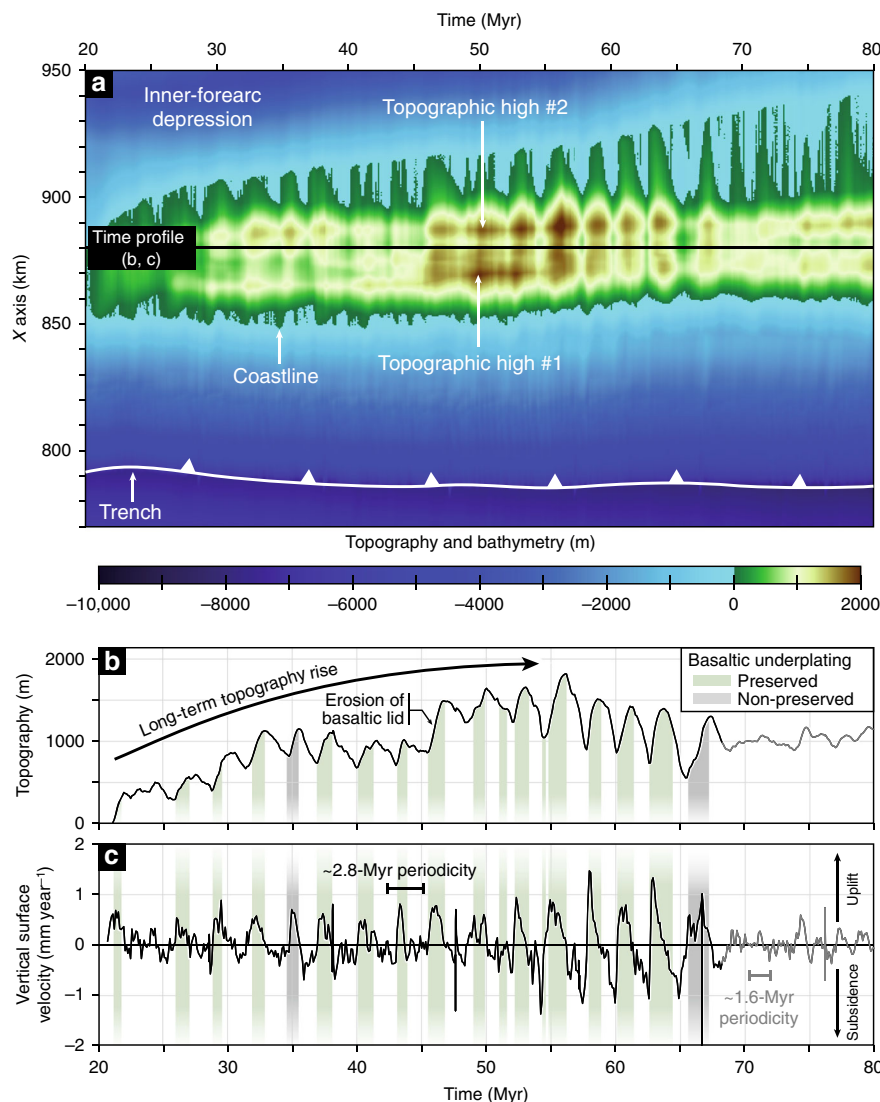 Time (Myr)
20 30 40 50 60 70 80
a
950
900
850
800
X axis (km)
Inner-forearc
depression
Topographic high #2
Time profile
(b, c)
Topographic high #1
Coastline
Trench
Topography and bathymetry (m)
−10,000 −8000 −6000 −4000 −2000 0 2000
b
2000
1000
0
Topography (m)
Long-term topography rise
Erosion of
basaltic lid
Basaltic underplating
Preserved
Non-preserved
c
2
1
0
−1
−2
Vertical surface
velocity (mm year−1)
~2.8-Myr periodicity
~1.6-Myr
periodicity
Uplift
Subsidence
20 30 40 50 60 70 80
Time (Myr)